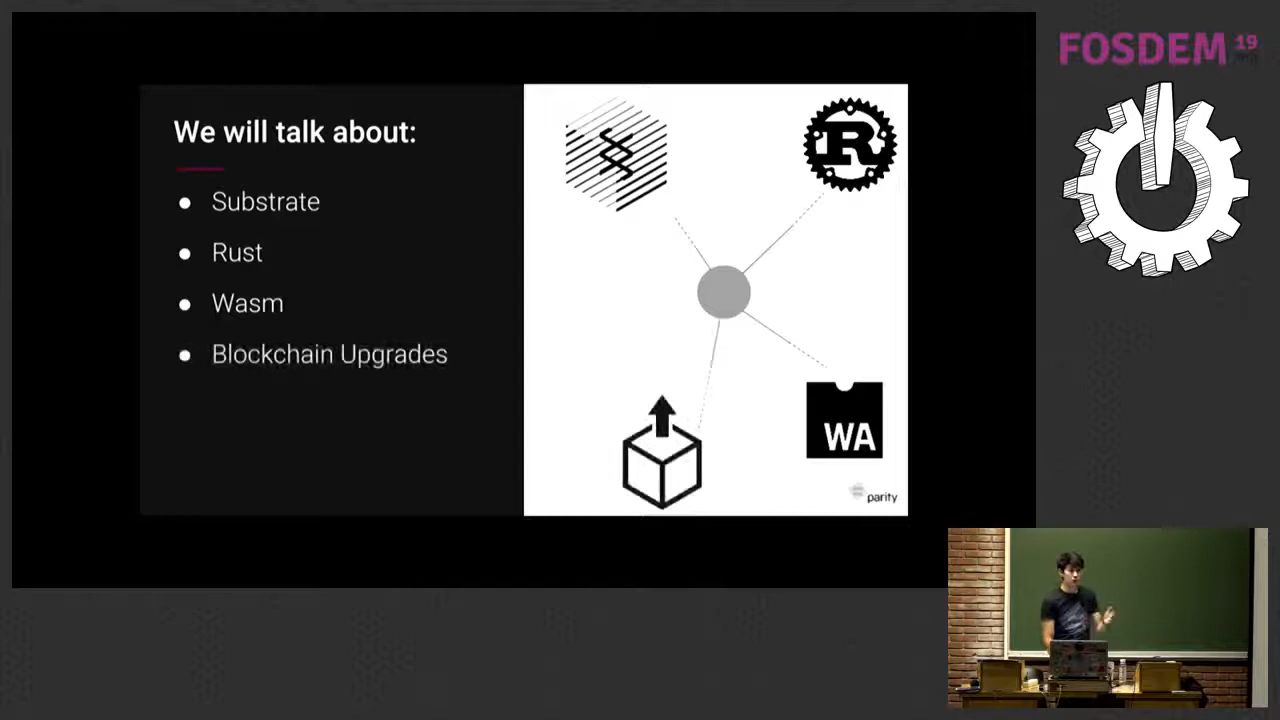 We will talk about:
Substrate
Rust
Wasm
Blockchain Upgrades
R
WA
parity
FOSDEM 19